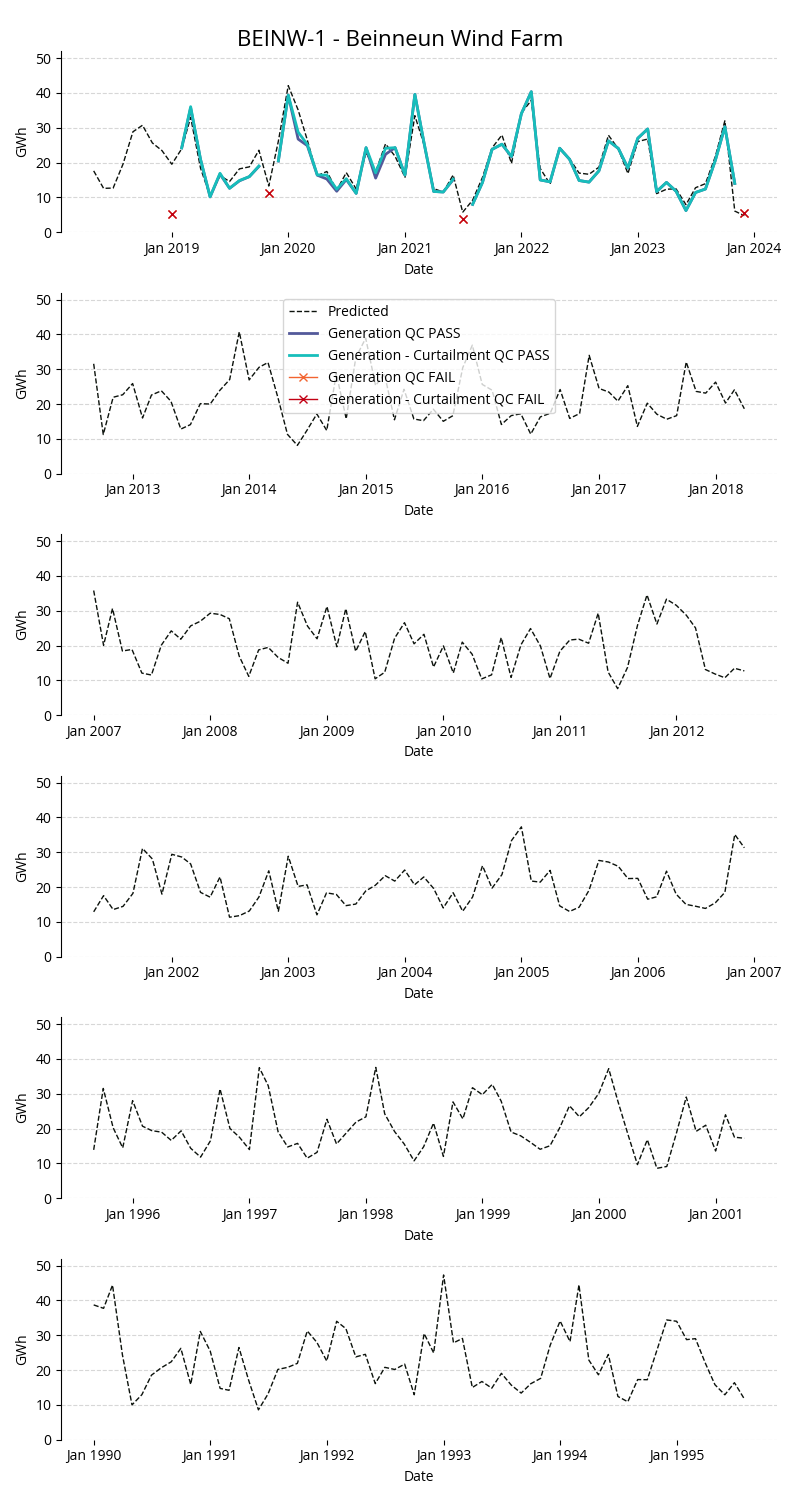 BEINW-1 - Beinneun Wind Farm
50
40
30
20
10
0
GWh
Jan 2019
Jan 2020
Jan 2021
Jan 2022
Jan 2023
Jan 2024
Date
50
40
30
20
10
0
GWh
Predicted
Generation QC PASS
Generation - Curtailment QC PASS
Generation QC FAIL
Generation - Curtailment QC FAIL
Jan 2013
Jan 2014
Jan 2015
Jan 2016
Jan 2017
Jan 2018
Date
50
40
30
20
10
0
GWh
Jan 2007
Jan 2008
Jan 2009
Jan 2010
Jan 2011
Jan 2012
Date
50
40
30
20
10
0
GWh
Jan 2002
Jan 2003
Jan 2004
Jan 2005
Jan 2006
Jan 2007
Date
50
40
30
20
10
0
GWh
Jan 1996
Jan 1997
Jan 1998
Jan 1999
Jan 2000
Jan 2001
Date
50
40
30
20
10
0
GWh
Jan 1990
Jan 1991
Jan 1992
Jan 1993
Jan 1994
Jan 1995
Date